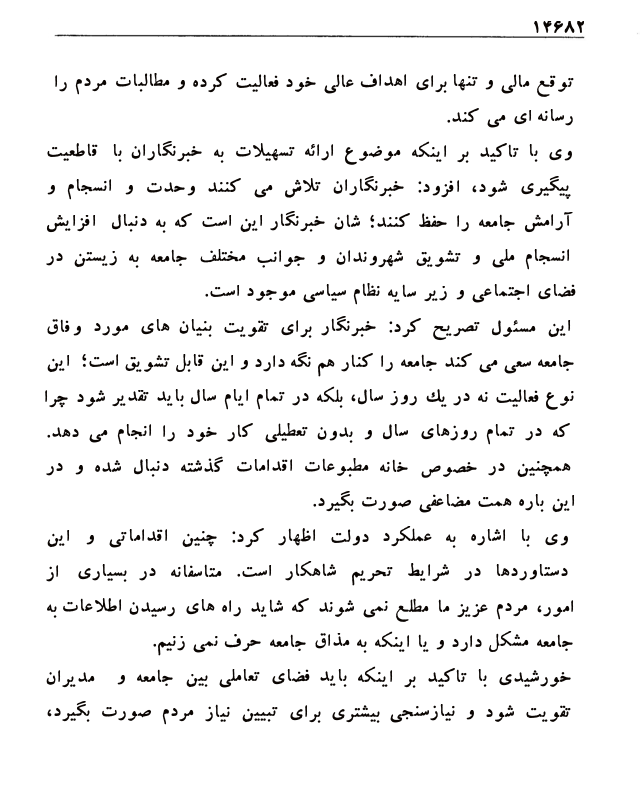 ۱۴۶۸۲
توقع مالی و تنها برای اهداف عالی خود فعالیت کرده و مطالبات مردم را
رسانه ای می کند.
وی با تاکید بر اینکه موضوع ارائه تسهیلات به خبرنگاران با قاطعیت
پیگیری شود، افزود: خبرنگاران تلاش می کنند وحدت و انسجام و
آرامش جامعه را حفظ کنند؛ شان خبرنگار این است که به دنبال افزایش
انسجام ملی و تشویق شهروندان و جوانب مختلف جامعه به زیستن در
فضای اجتماعی و زیر سایه نظام سیاسی موجود است.
این مسئول تصریح کرد: خبرنگار برای تقویت بنیان های مورد وفاق
جامعه سعی می کند جامعه را کنار هم نگه دارد و این قابل تشویق است؛ این
نوع فعالیت نه در یك روز سال، بلکه در تمام ایام سال باید تقدیر شود چرا
که در تمام روزهای سال و بدون تعطیلی کار خود را انجام می دهد.
همچنین در خصوص خانه مطبوعات اقدامات گذشته دنبال شده و در
این باره همت مضاعفی صورت بگیرد.
وی با اشاره به عملکرد دولت اظهار کرد: چنین اقداماتی و این
دستاوردها در شرایط تحریم شاهکار است. متاسفانه در بسیاری از
امور، مردم عزیز ما مطلع نمی شوند که شاید راه های رسیدن اطلاعات به
جامعه مشکل دارد و یا اینکه به مذاق جامعه حرف نمی زنیم.
خورشیدی با تاکید بر اینکه باید فضای تعاملی بین جامعه و مدیران
تقویت شود و نیازسنجی بیشتری برای تبیین نیاز مردم صورت بگیرد،